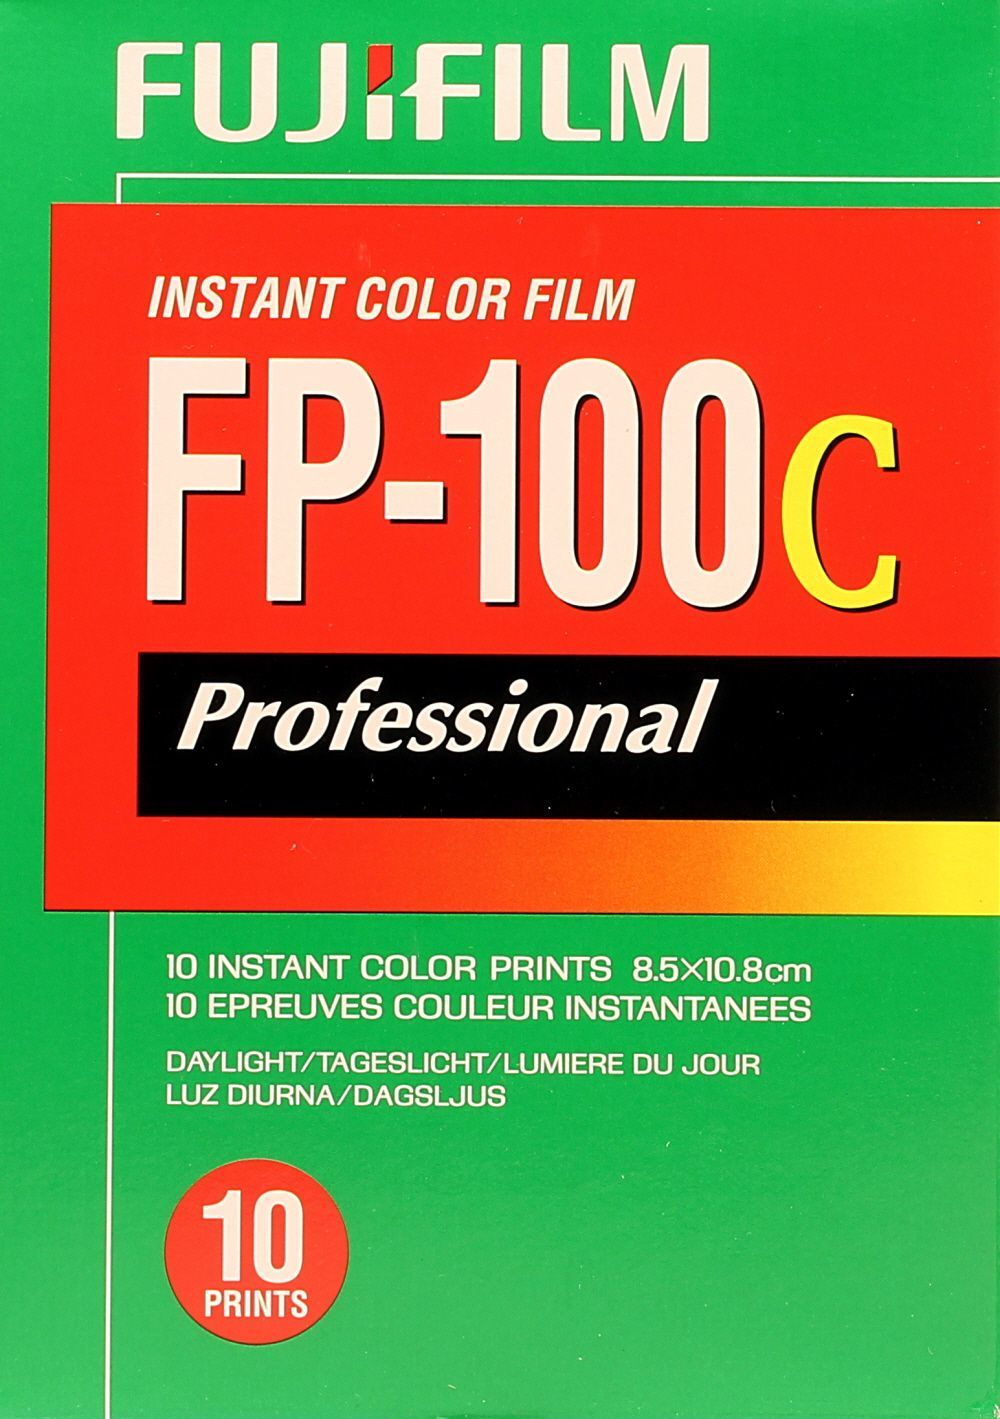 FUJIFILM
INSTANT COLOR FILM
FP-100C
Professional
10 INSTANT COLOR PRINTS 8.5×10.8cm
10 EPREUVES COULEUR INSTANTANEES
DAYLIGHT/TAGESLICHT/LUMIERE DU JOUR
LUZ DIURNA/DAGSLJUS
10
PRINTS